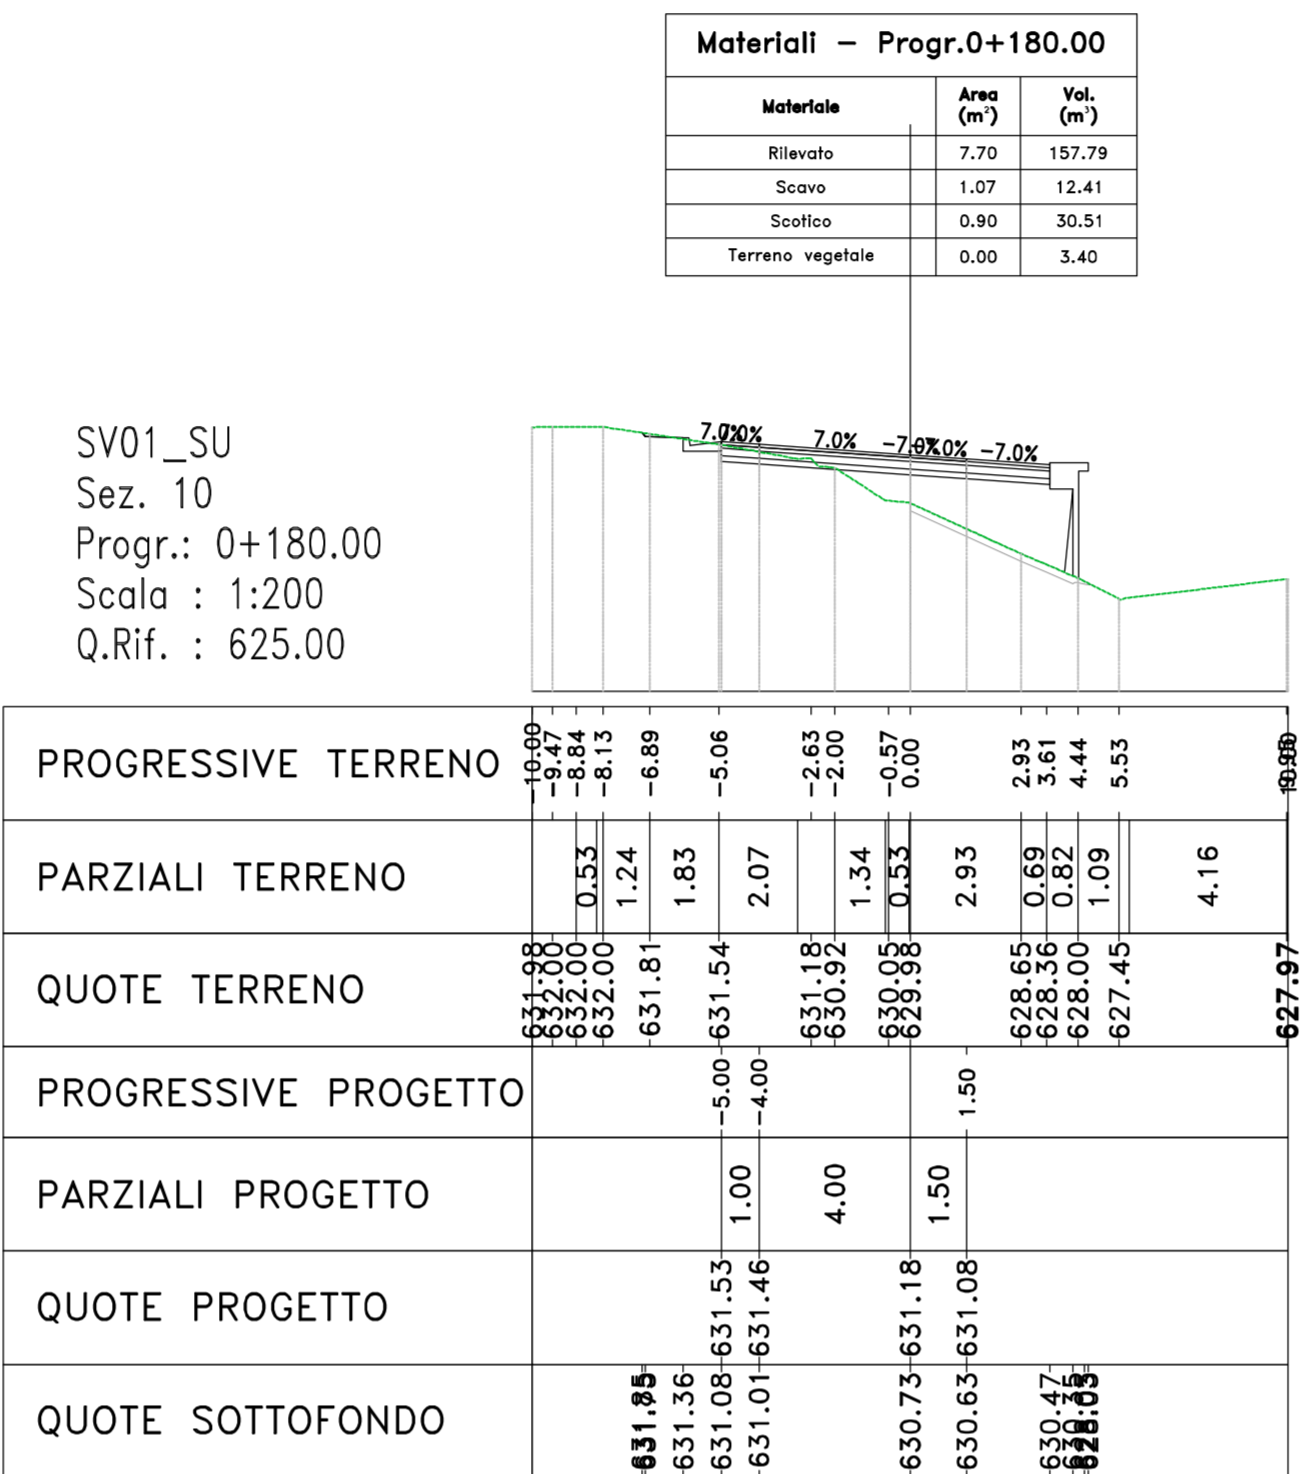 Materiali – Progr.0+180.00
Materiale Area (m²) Vol. (m³)
Rilevato 7.70 157.79
Scavo 1.07 12.41
Scotico 0.90 30.51
Terreno vegetale 0.00 3.40
7.0% 7.0% -7.0% -7.0%
SV01_SU
Sez. 10
Progr.: 0+180.00
Scala : 1:200
Q.Rif. : 625.00
PROGRESSIVE TERRENO -10.00 -9.47 -8.84 -8.13 -6.89 -5.06 -2.63 -2.00 -0.57 0.00 2.93 3.61 4.44 5.53
PARZIALI TERRENO 0.53 1.24 1.83 2.07 1.34 0.53 2.93 0.69 0.82 1.09 4.16
QUOTE TERRENO 631.98 632.00 632.00 632.00 631.81 631.54 631.18 630.92 630.05 629.98 628.65 628.36 628.00 627.45 627.97
PROGRESSIVE PROGETTO -5.00 -4.00 1.50
PARZIALI PROGETTO 1.00 4.00 1.50
QUOTE PROGETTO 631.53 631.46 631.18 631.08
QUOTE SOTTOFONDO 631.36 631.08 631.01 630.73 630.63 630.47